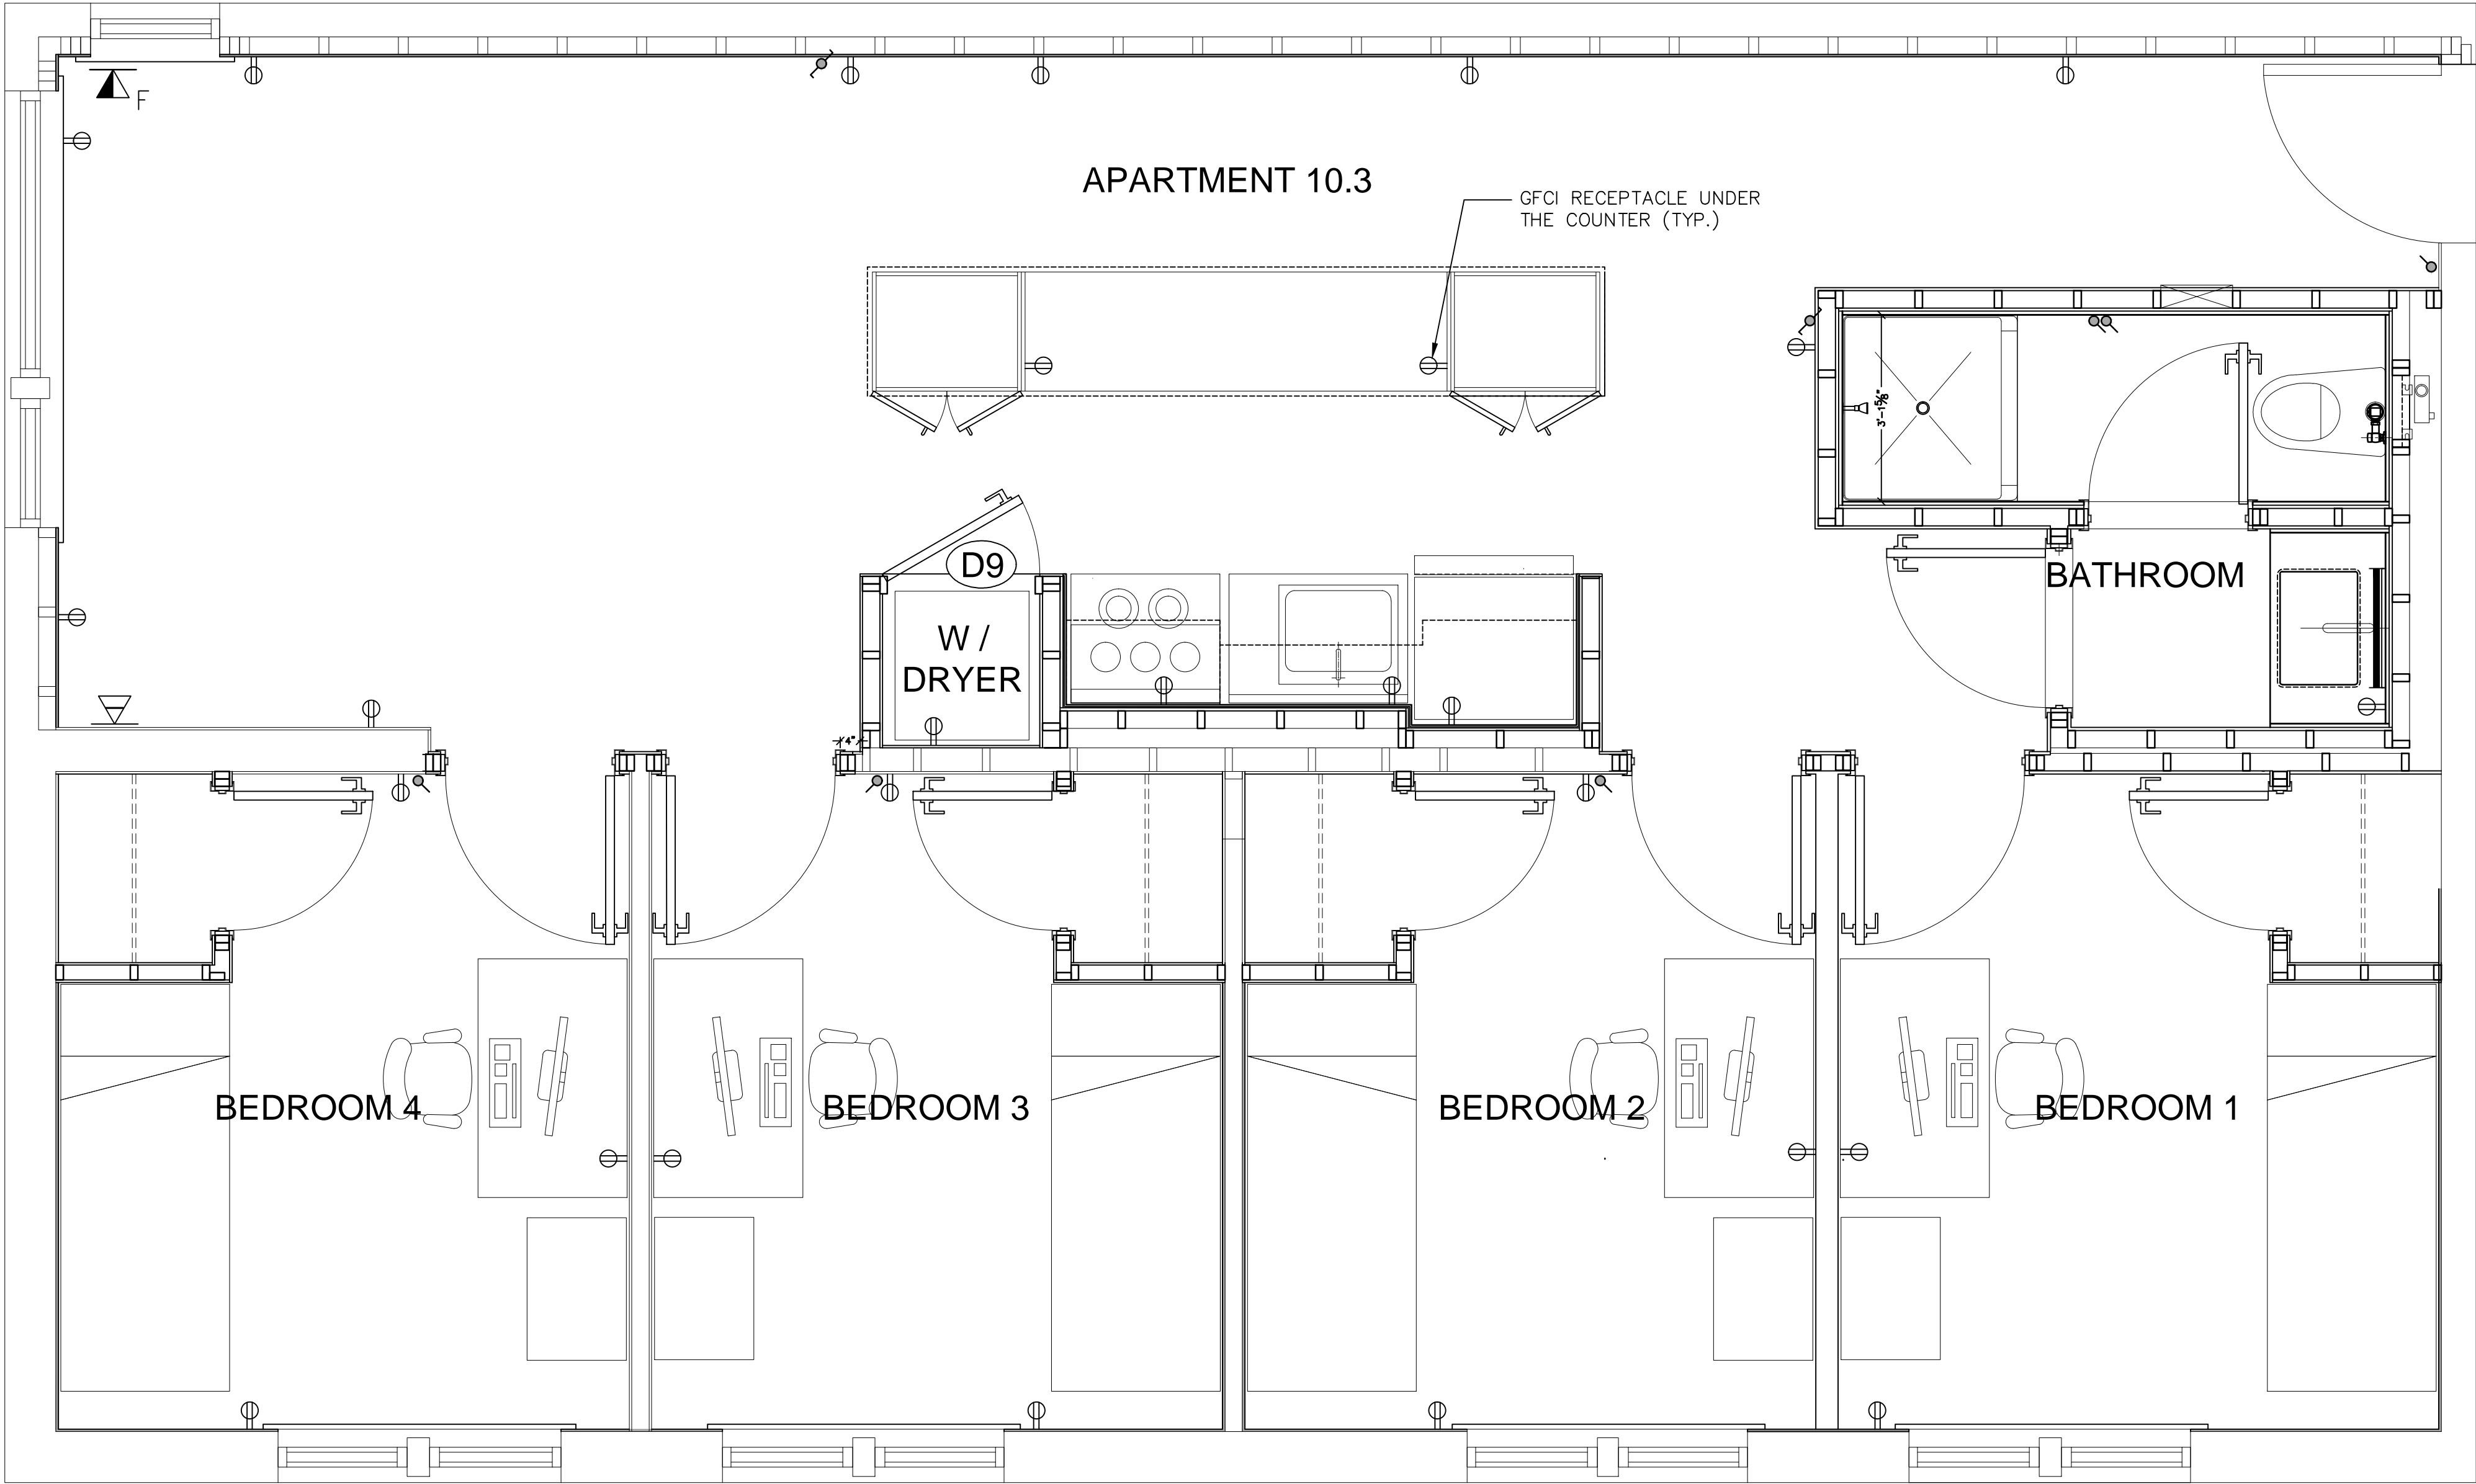 F
APARTMENT 10.3
GFCI RECEPTACLE UNDER
THE COUNTER (TYP.)
3'-1⅝"
D9
BATHROOM
W /
DRYER
4"
BEDROOM 4
BEDROOM 3
BEDROOM 2
BEDROOM 1